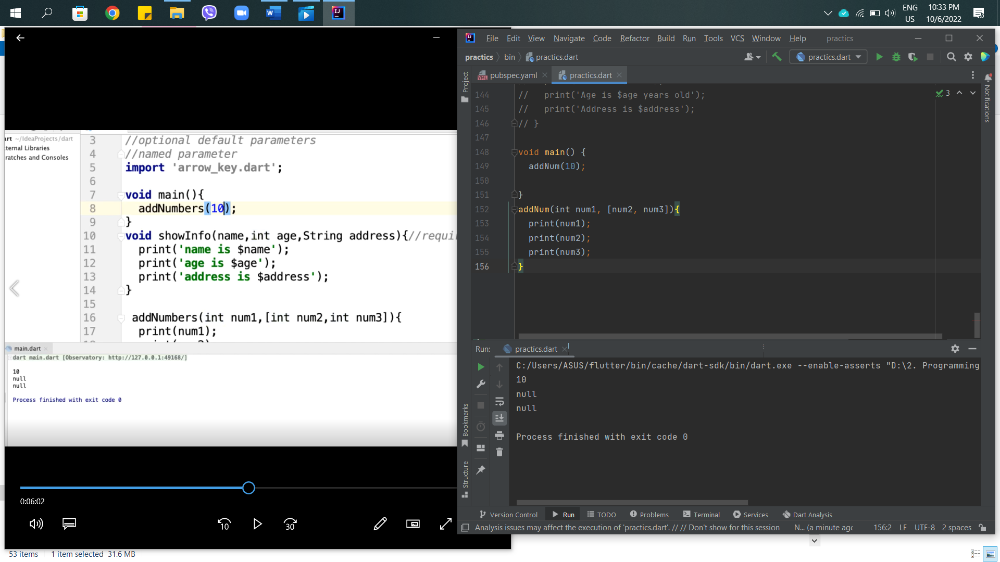 ENG
US
10:33 PM
10/6/2022
File Edit View Navigate Code Refactor Build Run Tools VCS Window Help practics
practics bin practics.dart
practics.dart
pubspec.yaml
practics.dart
Project
Notifications
3
144 //   print('Age is $age years old');
145 //   print('Address is $address');
146 // }
147
148 void main() {
149   addNum(10);
150
151 }
152 addNum(int num1, [num2, num3]){
153   print(num1);
154   print(num2);
155   print(num3);
156 }
art ~/IdeaProjects/dart
ternal Libraries
ratches and Consoles
3 //optional default parameters
4 //named parameter
5 import 'arrow_key.dart';
6
7 void main(){
8   addNumbers(10);
9 }
10 void showInfo(name,int age,String address){//requi
11   print('name is $name');
12   print('age is $age');
13   print('address is $address');
14 }
15
16  addNumbers(int num1,[int num2,int num3]){
17   print(num1);
main.dart
dart main.dart [Observatory: http://127.0.0.1:49168/]
10
null
null
Process finished with exit code 0
0:06:02
10
30
Run: practics.dart
C:/Users/ASUS/flutter/bin/cache/dart-sdk/bin/dart.exe --enable-asserts "D:\2. Programming
10
null
null
Process finished with exit code 0
Bookmarks
Structure
Version Control Run TODO Problems Terminal Services Dart Analysis
Analysis issues may affect the execution of 'practics.dart'. // // Don't show for this session N... (a minute ago 156:2 LF UTF-8 2 spaces
53 items 1 item selected 31.6 MB